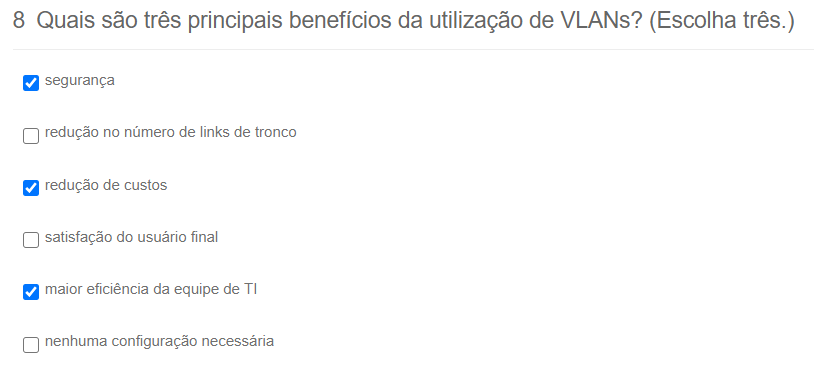 8 Quais são três principais benefícios da utilização de VLANs? (Escolha três.)
segurança
redução no número de links de tronco
redução de custos
satisfação do usuário final
maior eficiência da equipe de TI
nenhuma configuração necessária